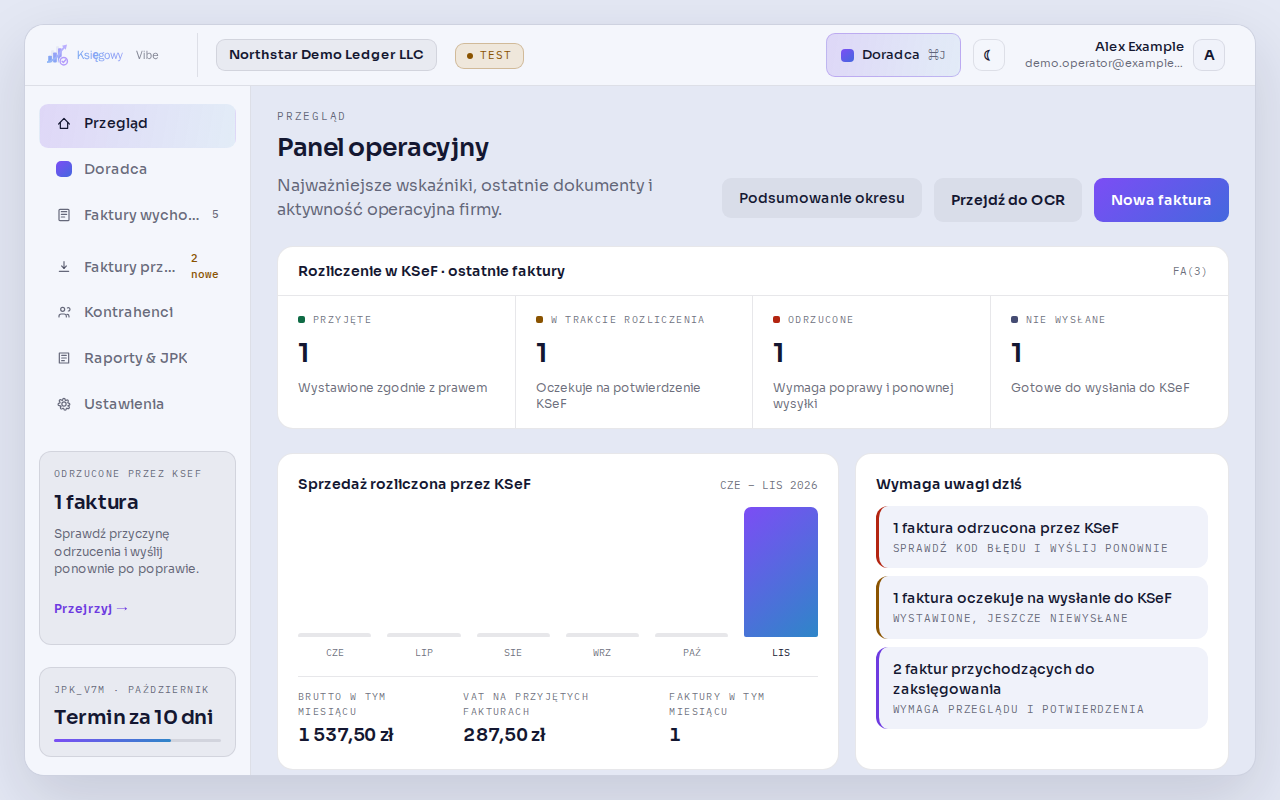 Księgowy Vibe
Northstar Demo Ledger LLC
TEST
Doradca ⌘J
Alex Example
demo.operator@example…
A
Przegląd
Doradca
Faktury wycho… 5
Faktury prz… 2 nowe
Kontrahenci
Raporty & JPK
Ustawienia
ODRZUCONE PRZEZ KSEF
1 faktura
Sprawdź przyczynę
odrzucenia i wyślij
ponownie po poprawie.
Przejrzyj →
JPK_V7M · PAŹDZIERNIK
Termin za 10 dni
PRZEGLĄD
Panel operacyjny
Najważniejsze wskaźniki, ostatnie dokumenty i
aktywność operacyjna firmy.
Podsumowanie okresu
Przejdź do OCR
Nowa faktura
Rozliczenie w KSeF · ostatnie faktury
FA(3)
PRZYJĘTE
1
Wystawione zgodnie z prawem
W TRAKCIE ROZLICZENIA
1
Oczekuje na potwierdzenie
KSeF
ODRZUCONE
1
Wymaga poprawy i ponownej
wysyłki
NIE WYSŁANE
1
Gotowe do wysłania do KSeF
Sprzedaż rozliczona przez KSeF
CZE – LIS 2026
CZE LIP SIE WRZ PAŹ LIS
BRUTTO W TYM
MIESIĄCU
1 537,50 zł
VAT NA PRZYJĘTYCH
FAKTURACH
287,50 zł
FAKTURY W TYM
MIESIĄCU
1
Wymaga uwagi dziś
1 faktura odrzucona przez KSeF
SPRAWDŹ KOD BŁĘDU I WYŚLIJ PONOWNIE
1 faktura oczekuje na wysłanie do KSeF
WYSTAWIONE, JESZCZE NIEWYSŁANE
2 faktur przychodzących do
zaksięgowania
WYMAGA PRZEGLĄDU I POTWIERDZENIA